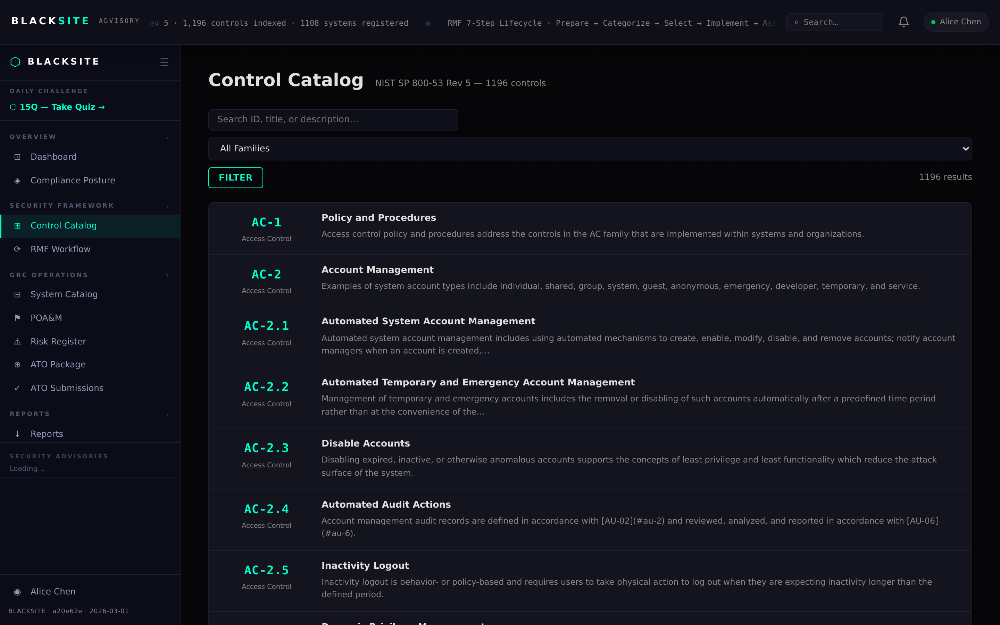 BLACKSITE ADVISORY
ev 5 · 1,196 controls indexed · 1108 systems registered ◆ RMF 7-Step Lifecycle · Prepare → Categorize → Select → Implement → Ass
Search…
Alice Chen
BLACKSITE
DAILY CHALLENGE
15Q — Take Quiz →
OVERVIEW
Dashboard
Compliance Posture
SECURITY FRAMEWORK
Control Catalog
RMF Workflow
GRC OPERATIONS
System Catalog
POA&M
Risk Register
ATO Package
ATO Submissions
REPORTS
Reports
SECURITY ADVISORIES
Loading…
Alice Chen
BLACKSITE · a20e62e · 2026-03-01
Control Catalog NIST SP 800-53 Rev 5 — 1196 controls
Search ID, title, or description…
All Families
FILTER
1196 results
AC-1
Access Control
Policy and Procedures
Access control policy and procedures address the controls in the AC family that are implemented within systems and organizations.
AC-2
Access Control
Account Management
Examples of system account types include individual, shared, group, system, guest, anonymous, emergency, developer, temporary, and service.
AC-2.1
Access Control
Automated System Account Management
Automated system account management includes using automated mechanisms to create, enable, modify, disable, and remove accounts; notify account
managers when an account is created,…
AC-2.2
Access Control
Automated Temporary and Emergency Account Management
Management of temporary and emergency accounts includes the removal or disabling of such accounts automatically after a predefined time period
rather than at the convenience of the…
AC-2.3
Access Control
Disable Accounts
Disabling expired, inactive, or otherwise anomalous accounts supports the concepts of least privilege and least functionality which reduce the attack
surface of the system.
AC-2.4
Access Control
Automated Audit Actions
Account management audit records are defined in accordance with [AU-02](#au-2) and reviewed, analyzed, and reported in accordance with [AU-06]
(#au-6).
AC-2.5
Access Control
Inactivity Logout
Inactivity logout is behavior- or policy-based and requires users to take physical action to log out when they are expecting inactivity longer than the
defined period.
Dynamic Privilege Management